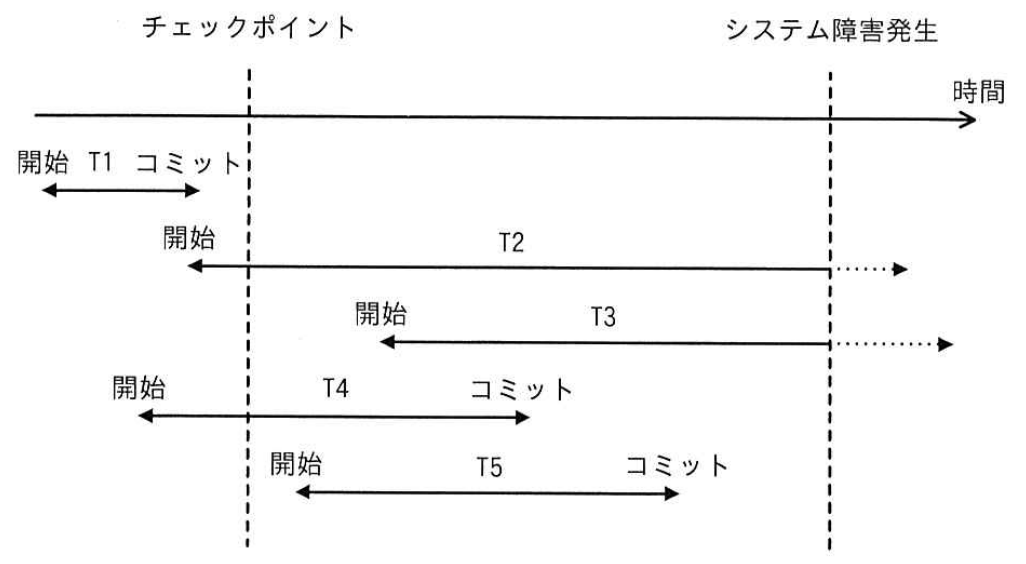 チェックポイント システム障害発生
時間
開始 T1 コミット
開始 T2
開始 T3
開始 T4 コミット
開始 T5 コミット